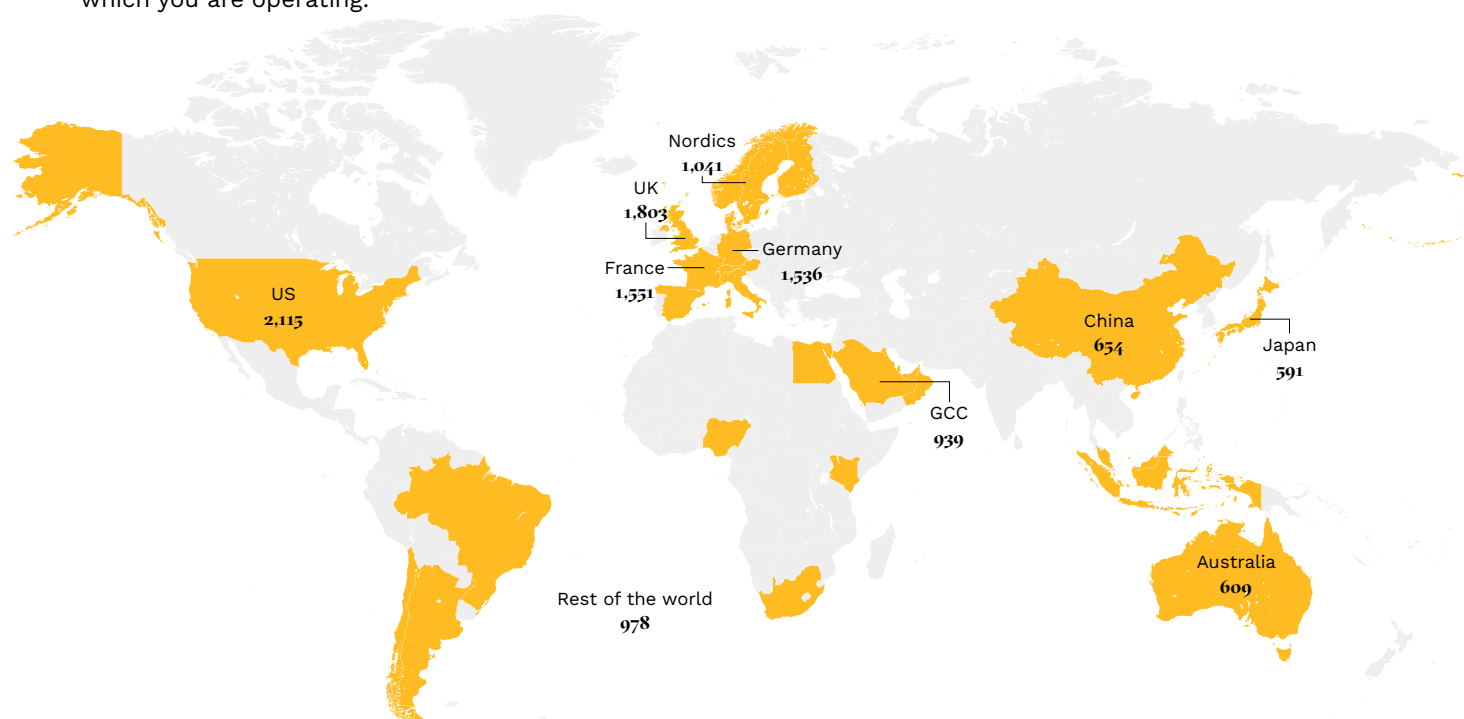 which you are operating.
Nordics
1,041
UK
1,803
Germany
1,536
France
1,551
US
2,115
China
654
Japan
591
GCC
939
Australia
609
Rest of the world
978